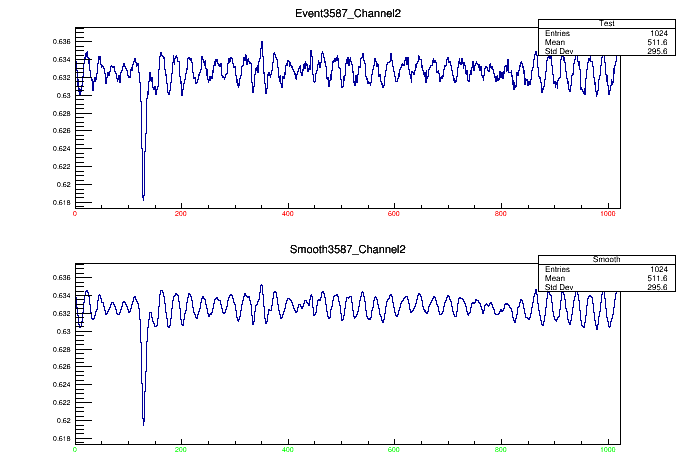 Event3587_Channel2
Test
Entries 1024
Mean 511.6
Std Dev 295.6
0.636
0.634
0.632
0.63
0.628
0.626
0.624
0.622
0.62
0.618
0 200 400 600 800 1000
Smooth3587_Channel2
Smooth
Entries 1024
Mean 511.6
Std Dev 295.6
0.636
0.634
0.632
0.63
0.628
0.626
0.624
0.622
0.62
0.618
0 200 400 600 800 1000